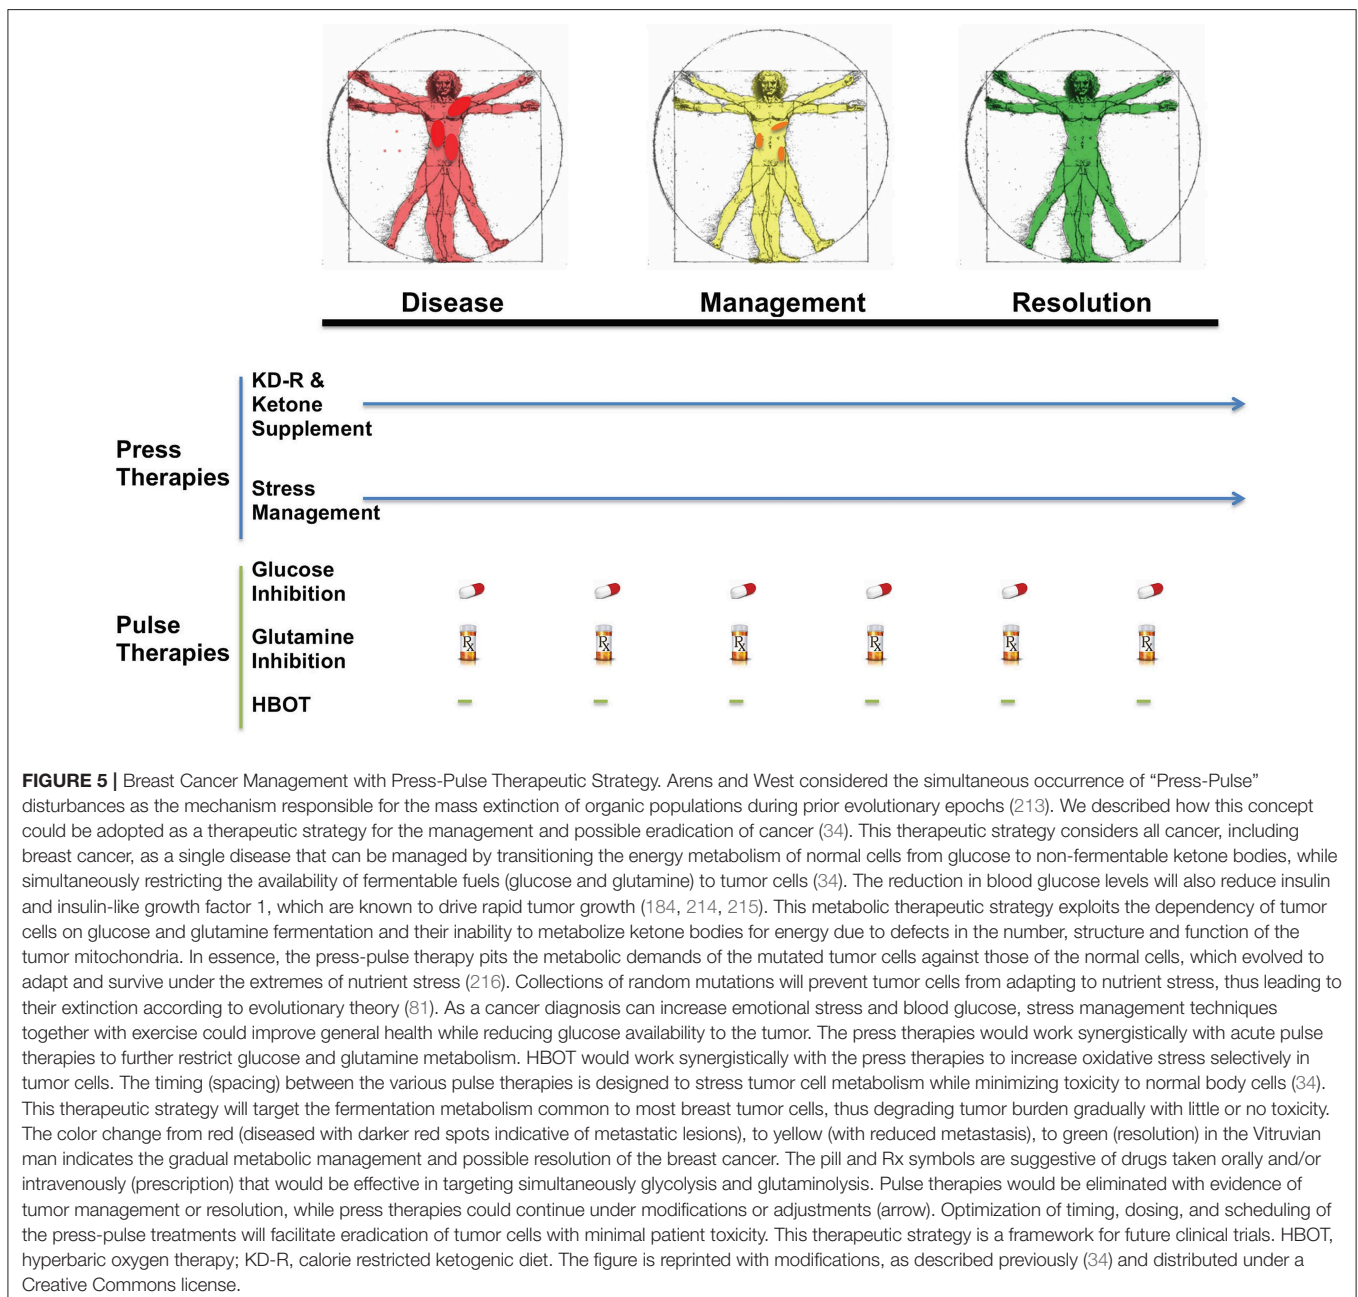 Disease
Management
Resolution
Press
Therapies
KD-R &
Ketone
Supplement
Stress
Management
Pulse
Therapies
Glucose
Inhibition
Glutamine
Inhibition
Rx Rx Rx Rx Rx Rx
HBOT
FIGURE 5 | Breast Cancer Management with Press-Pulse Therapeutic Strategy. Arens and West considered the simultaneous occurrence of “Press-Pulse”
disturbances as the mechanism responsible for the mass extinction of organic populations during prior evolutionary epochs (213). We described how this concept
could be adopted as a therapeutic strategy for the management and possible eradication of cancer (34). This therapeutic strategy considers all cancer, including
breast cancer, as a single disease that can be managed by transitioning the energy metabolism of normal cells from glucose to non-fermentable ketone bodies, while
simultaneously restricting the availability of fermentable fuels (glucose and glutamine) to tumor cells (34). The reduction in blood glucose levels will also reduce insulin
and insulin-like growth factor 1, which are known to drive rapid tumor growth (184, 214, 215). This metabolic therapeutic strategy exploits the dependency of tumor
cells on glucose and glutamine fermentation and their inability to metabolize ketone bodies for energy due to defects in the number, structure and function of the
tumor mitochondria. In essence, the press-pulse therapy pits the metabolic demands of the mutated tumor cells against those of the normal cells, which evolved to
adapt and survive under the extremes of nutrient stress (216). Collections of random mutations will prevent tumor cells from adapting to nutrient stress, thus leading to
their extinction according to evolutionary theory (81). As a cancer diagnosis can increase emotional stress and blood glucose, stress management techniques
together with exercise could improve general health while reducing glucose availability to the tumor. The press therapies would work synergistically with acute pulse
therapies to further restrict glucose and glutamine metabolism. HBOT would work synergistically with the press therapies to increase oxidative stress selectively in
tumor cells. The timing (spacing) between the various pulse therapies is designed to stress tumor cell metabolism while minimizing toxicity to normal body cells (34).
This therapeutic strategy will target the fermentation metabolism common to most breast tumor cells, thus degrading tumor burden gradually with little or no toxicity.
The color change from red (diseased with darker red spots indicative of metastatic lesions), to yellow (with reduced metastasis), to green (resolution) in the Vitruvian
man indicates the gradual metabolic management and possible resolution of the breast cancer. The pill and Rx symbols are suggestive of drugs taken orally and/or
intravenously (prescription) that would be effective in targeting simultaneously glycolysis and glutaminolysis. Pulse therapies would be eliminated with evidence of
tumor management or resolution, while press therapies could continue under modifications or adjustments (arrow). Optimization of timing, dosing, and scheduling of
the press-pulse treatments will facilitate eradication of tumor cells with minimal patient toxicity. This therapeutic strategy is a framework for future clinical trials. HBOT,
hyperbaric oxygen therapy; KD-R, calorie restricted ketogenic diet. The figure is reprinted with modifications, as described previously (34) and distributed under a
Creative Commons license.